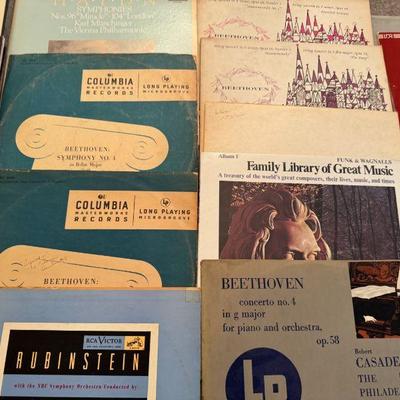 SYMPHONIES
Nos. 96 "Miracle" · 104 "London"
Karl Münchinger
The Vienna Philharmonic
COLUMBIA
MASTERWORKS
RECORDS
LONG PLAYING
MICROGROOVE
BEETHOVEN:
SYMPHONY NO. 4
in B-flat Major
COLUMBIA
MASTERWORKS
RECORDS
LONG PLAYING
MICROGROOVE
BEETHOVEN:
RCA VICTOR
RUBINSTEIN
with the NBC Symphony Orchestra Conducted by
BEETHOVEN
BEETHOVEN
Album 1
FUNK & WAGNALLS
Family Library of Great Music
A treasury of the world's great composers, their lives, music, and times
BEETHOVEN
concerto no. 4
in g major
for piano and orchestra,
op. 58
Robert
CASADE
THE
PHILADE
LP